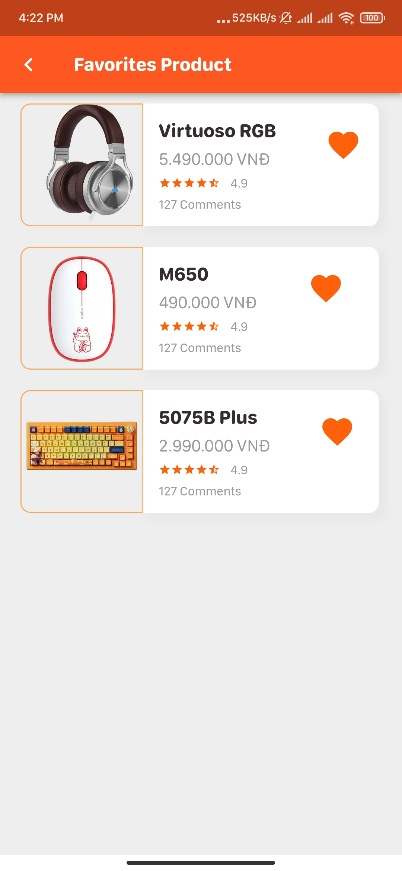 4:22 PM
...525KB/s
100
Favorites Product
Virtuoso RGB
5.490.000 VNĐ
4.9
127 Comments
M650
490.000 VNĐ
4.9
127 Comments
5075B Plus
2.990.000 VNĐ
4.9
127 Comments